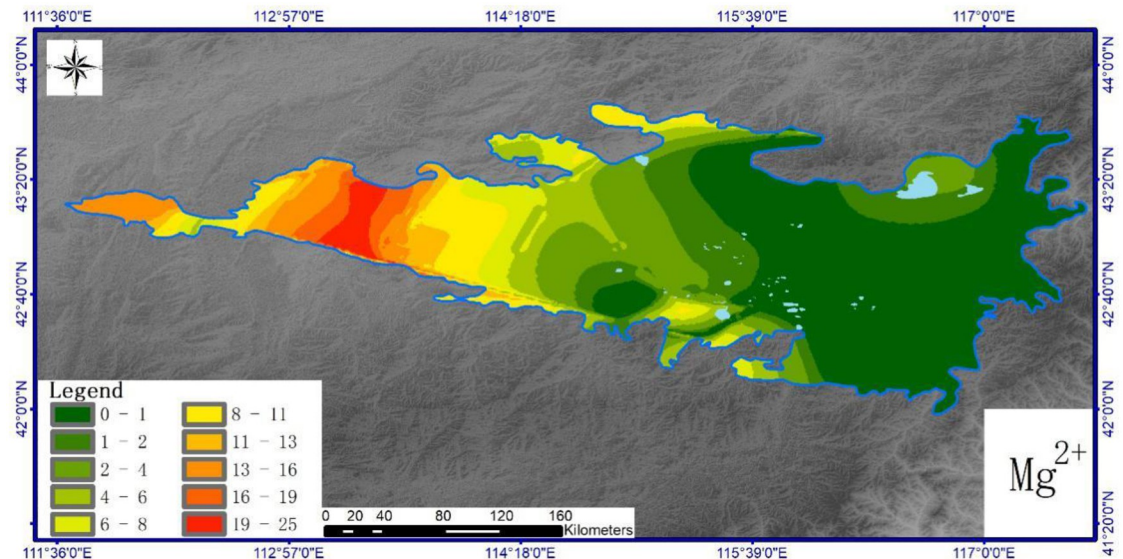 111°36'0"E 112°57'0"E 114°18'0"E 115°39'0"E 117°0'0"E
44°0'0"N 44°0'0"N
43°20'0"N 43°20'0"N
42°40'0"N 42°40'0"N
42°0'0"N 42°0'0"N
41°20'0"N
Legend
0 - 1 8 - 11
1 - 2 11 - 13
2 - 4 13 - 16
4 - 6 16 - 19
6 - 8 19 - 25
0 20 40 80 120 160
Kilometers
Mg2+
111°36'0"E 112°57'0"E 114°18'0"E 115°39'0"E 117°0'0"E